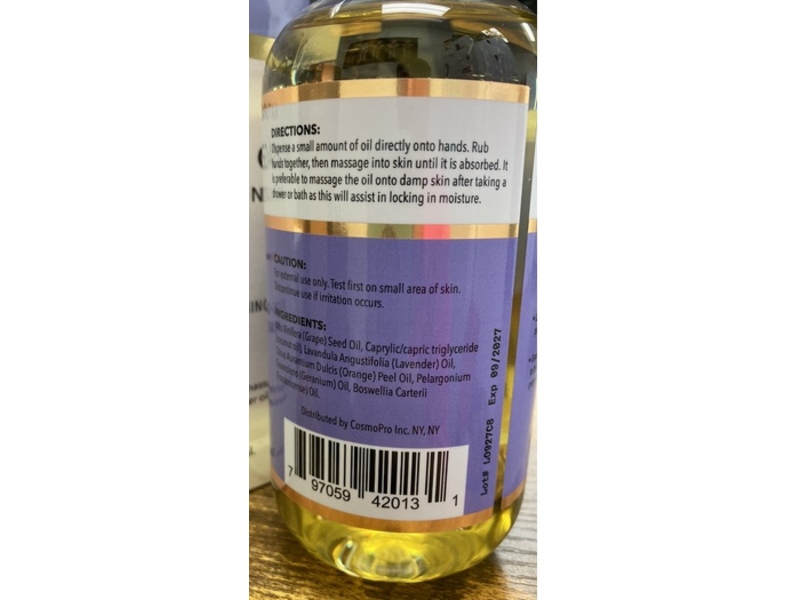 DIRECTIONS:
Dispense a small amount of oil directly onto hands. Rub
hands together, then massage into skin until it is absorbed. It
is preferable to massage the oil onto damp skin after taking a
shower or bath as this will assist in locking in moisture.
CAUTION:
For external use only. Test first on small area of skin.
Discontinue use if irritation occurs.
INGREDIENTS:
Vitis Vinifera (Grape) Seed Oil, Caprylic/capric triglyceride
(coconut oil), Lavandula Angustifolia (Lavender) Oil,
Citrus Aurantium Dulcis (Orange) Peel Oil, Pelargonium
(Geranium) Oil, Boswellia Carterii
Oil.
Distributed by CosmoPro Inc. NY, NY
7 97059 42013 1
Lot# L0927C8 Exp 09/2027